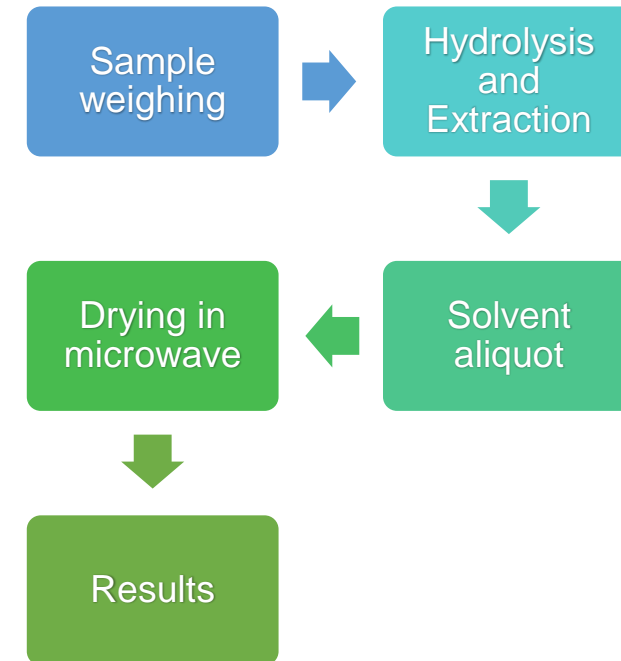 Sample
weighing
Hydrolysis
and
Extraction
Solvent
aliquot
Drying in
microwave
Results